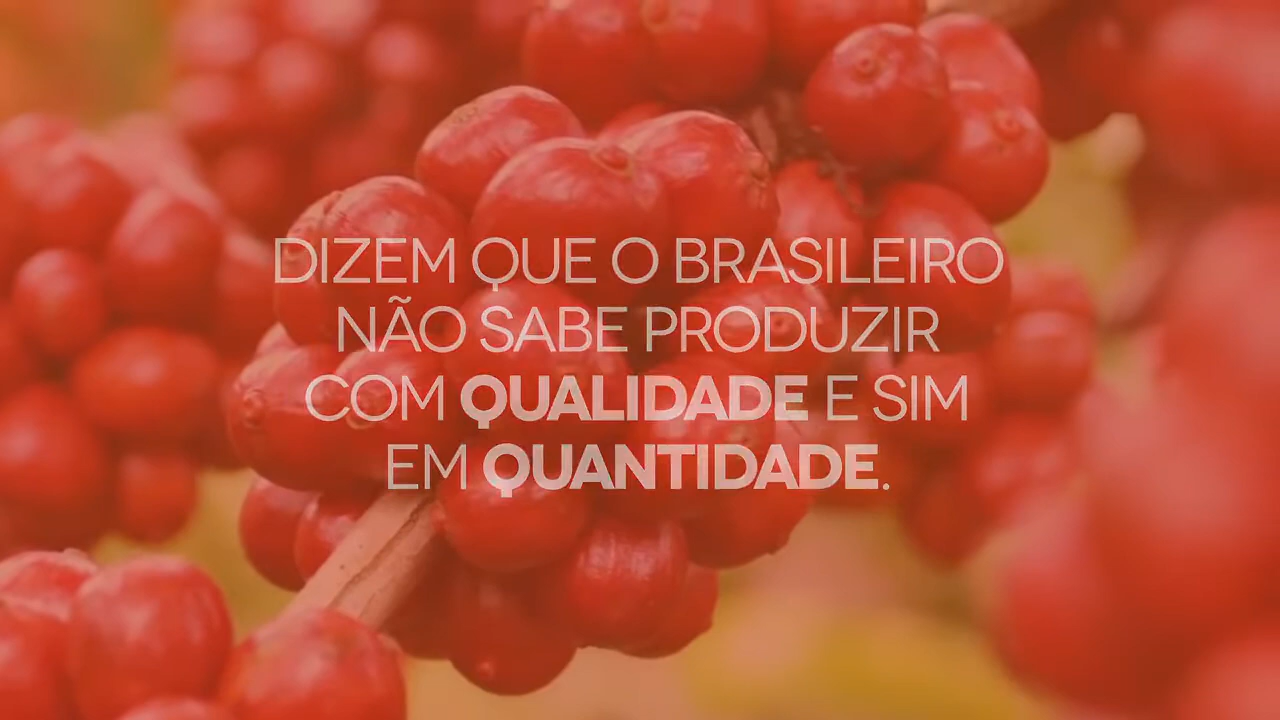 DIZEM QUE O BRASILEIRO
NÃO SABE PRODUZIR
COM QUALIDADE E SIM
EM QUANTIDADE.